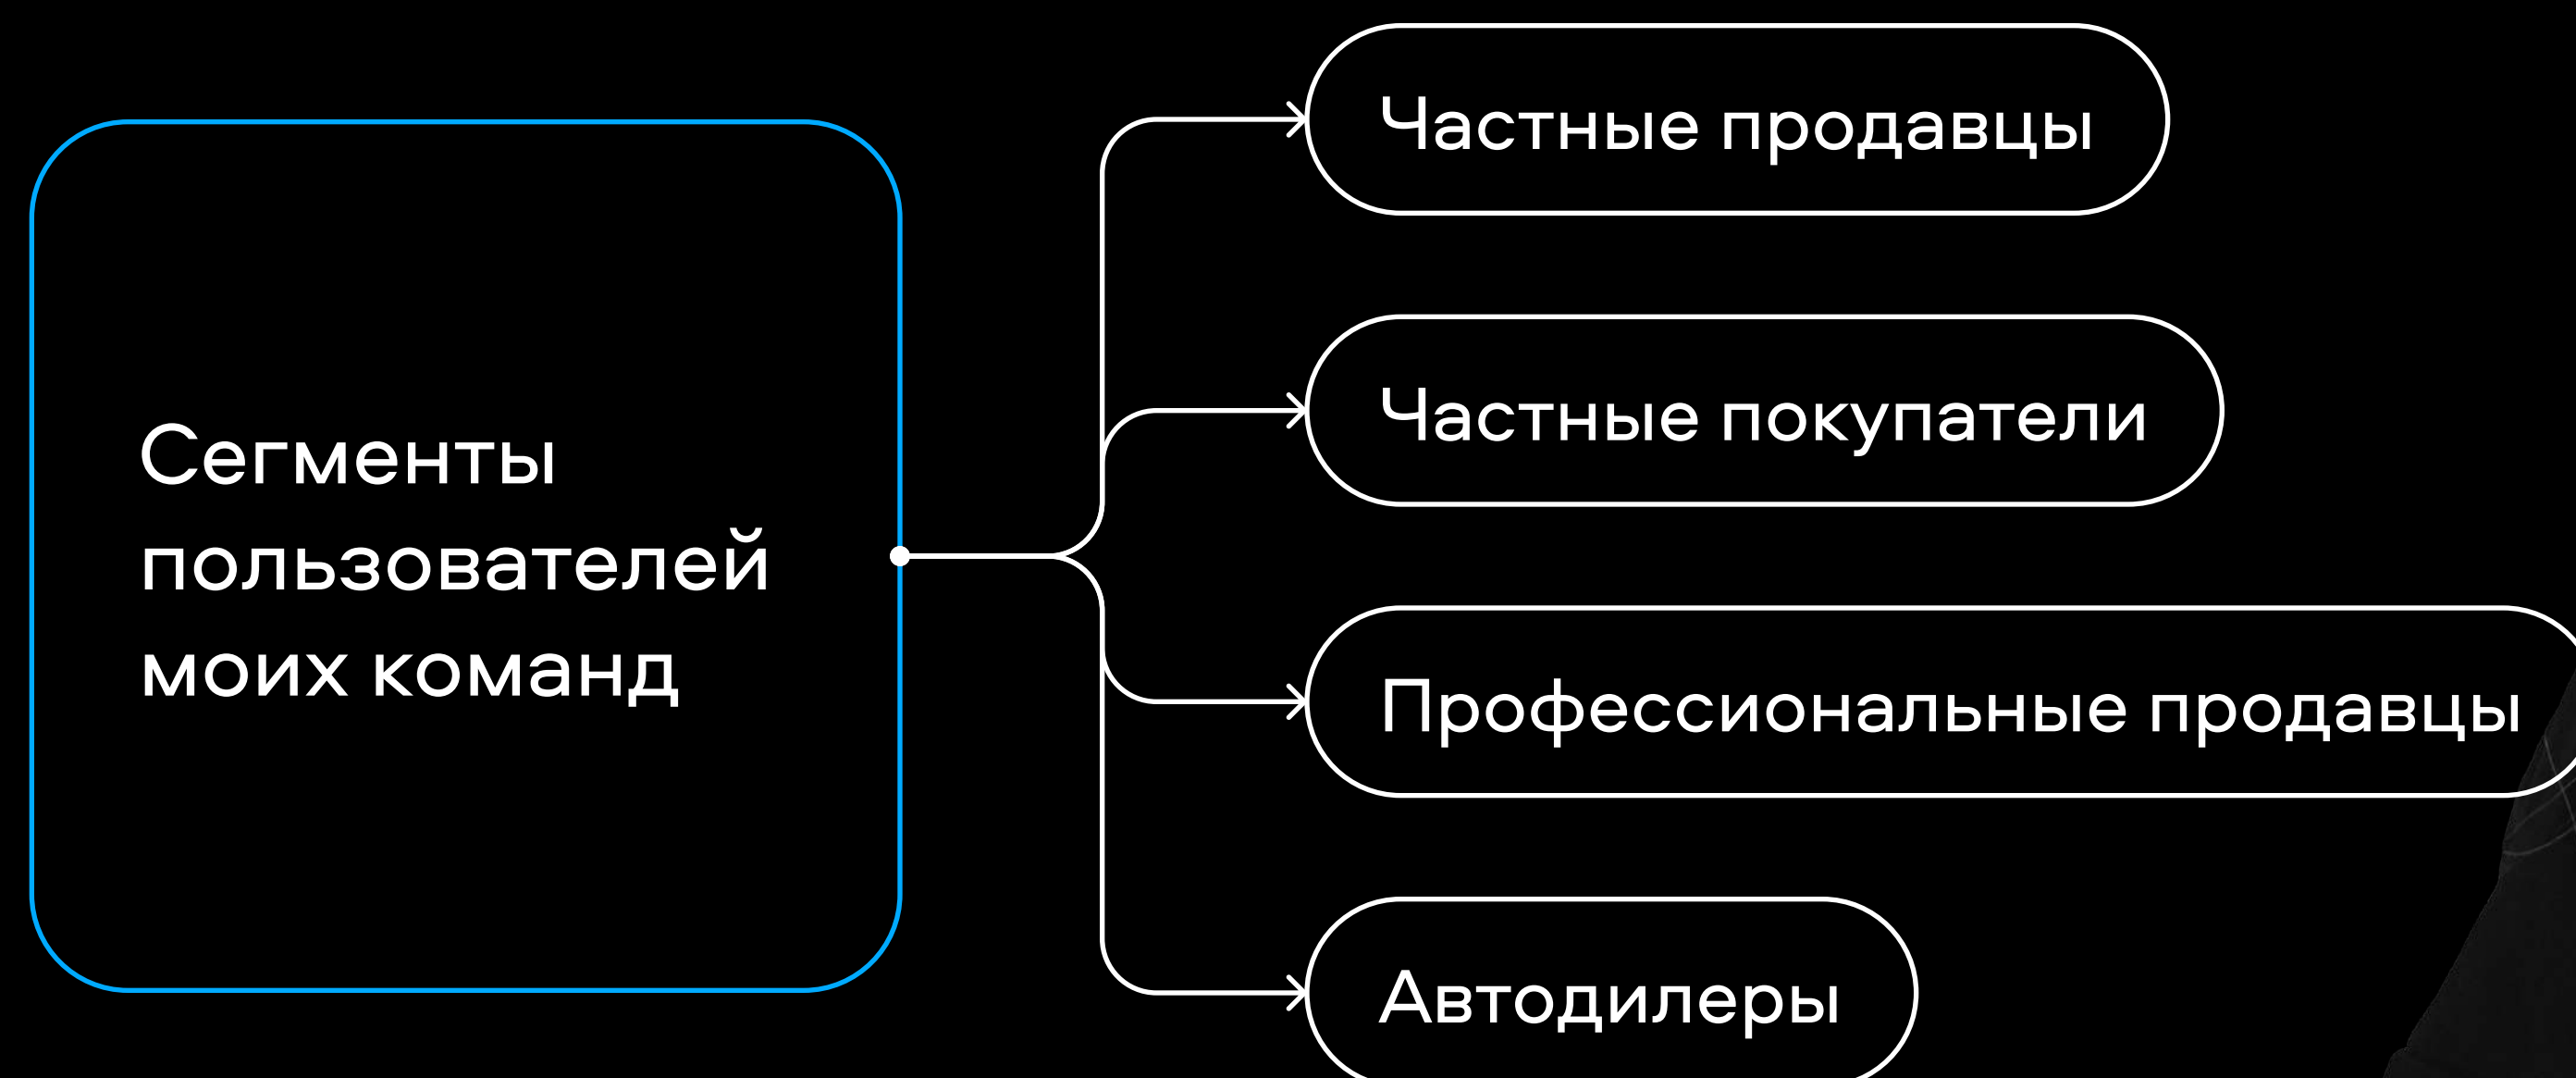 Сегменты
пользователей
моих команд
Частные продавцы
Частные покупатели
Профессиональные продавцы
Автодилеры